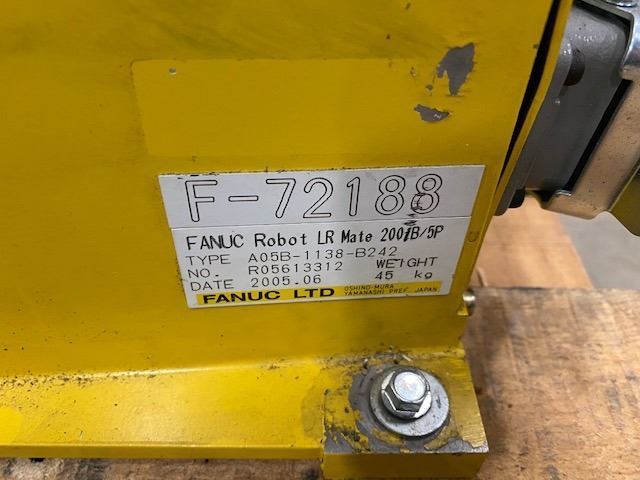 F-72188
FANUC Robot LR Mate 200iB/5P
TYPE A05B-1138-B242
NO. R05613312 WEIGHT
DATE 2005.06 45 kg
FANUC LTD OSHINO-MURA
YAMANASHI PREF. JAPAN